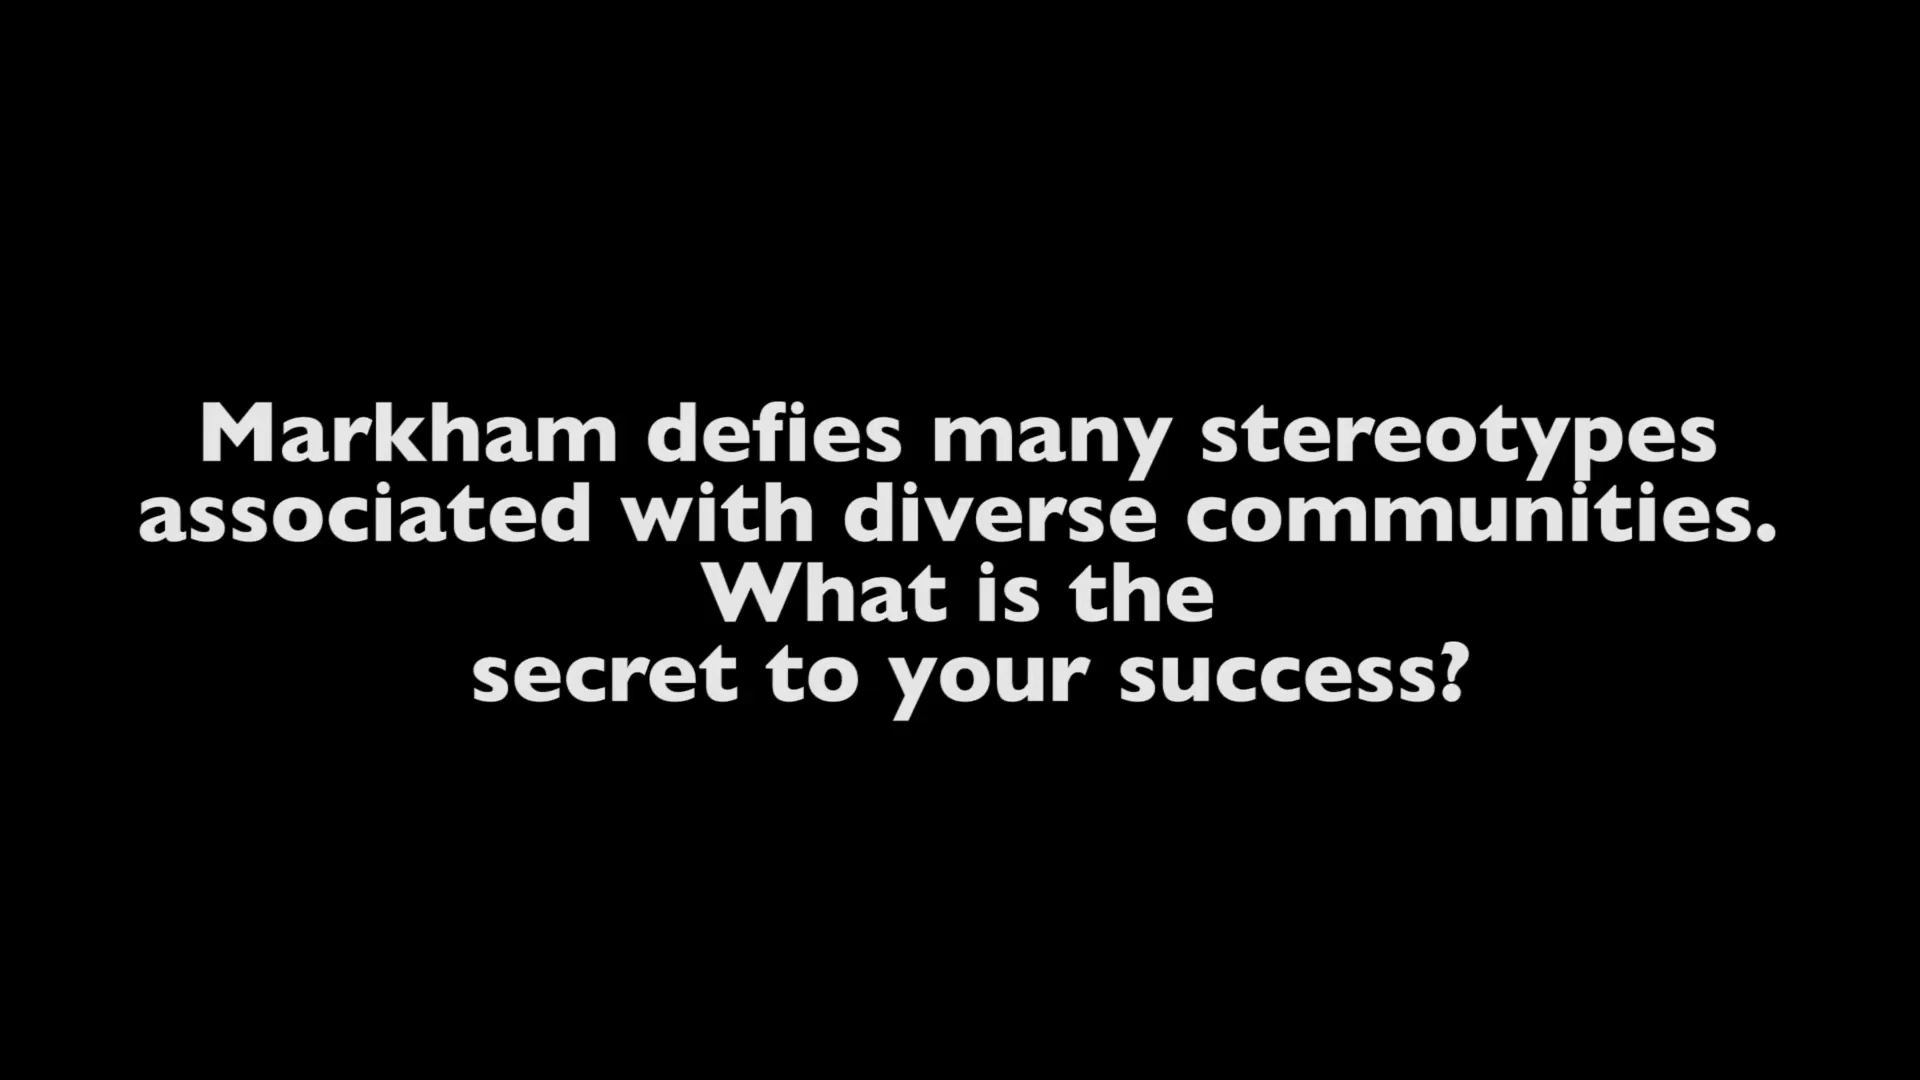 Markham defies many stereotypes
associated with diverse communities.
What is the
secret to your success?